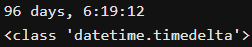 96 days, 6:19:12
<class 'datetime.timedelta'>